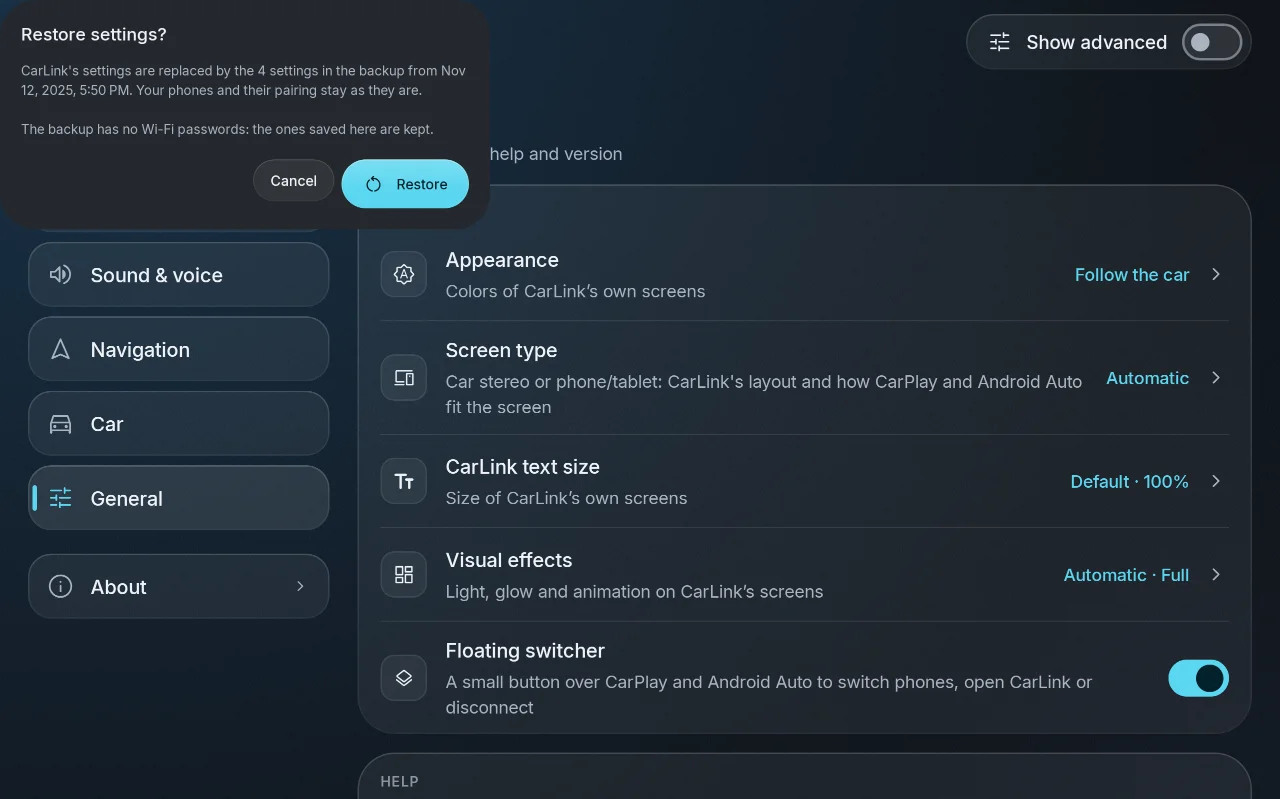 Restore settings?
CarLink's settings are replaced by the 4 settings in the backup from Nov
12, 2025, 5:50 PM. Your phones and their pairing stay as they are.
The backup has no Wi-Fi passwords: the ones saved here are kept.
Cancel
Restore
Show advanced
help and version
Sound & voice
Navigation
Car
General
About
Appearance
Colors of CarLink’s own screens
Follow the car
Screen type
Car stereo or phone/tablet: CarLink's layout and how CarPlay and Android Auto
fit the screen
Automatic
CarLink text size
Size of CarLink’s own screens
Default · 100%
Visual effects
Light, glow and animation on CarLink’s screens
Automatic · Full
Floating switcher
A small button over CarPlay and Android Auto to switch phones, open CarLink or
disconnect
HELP